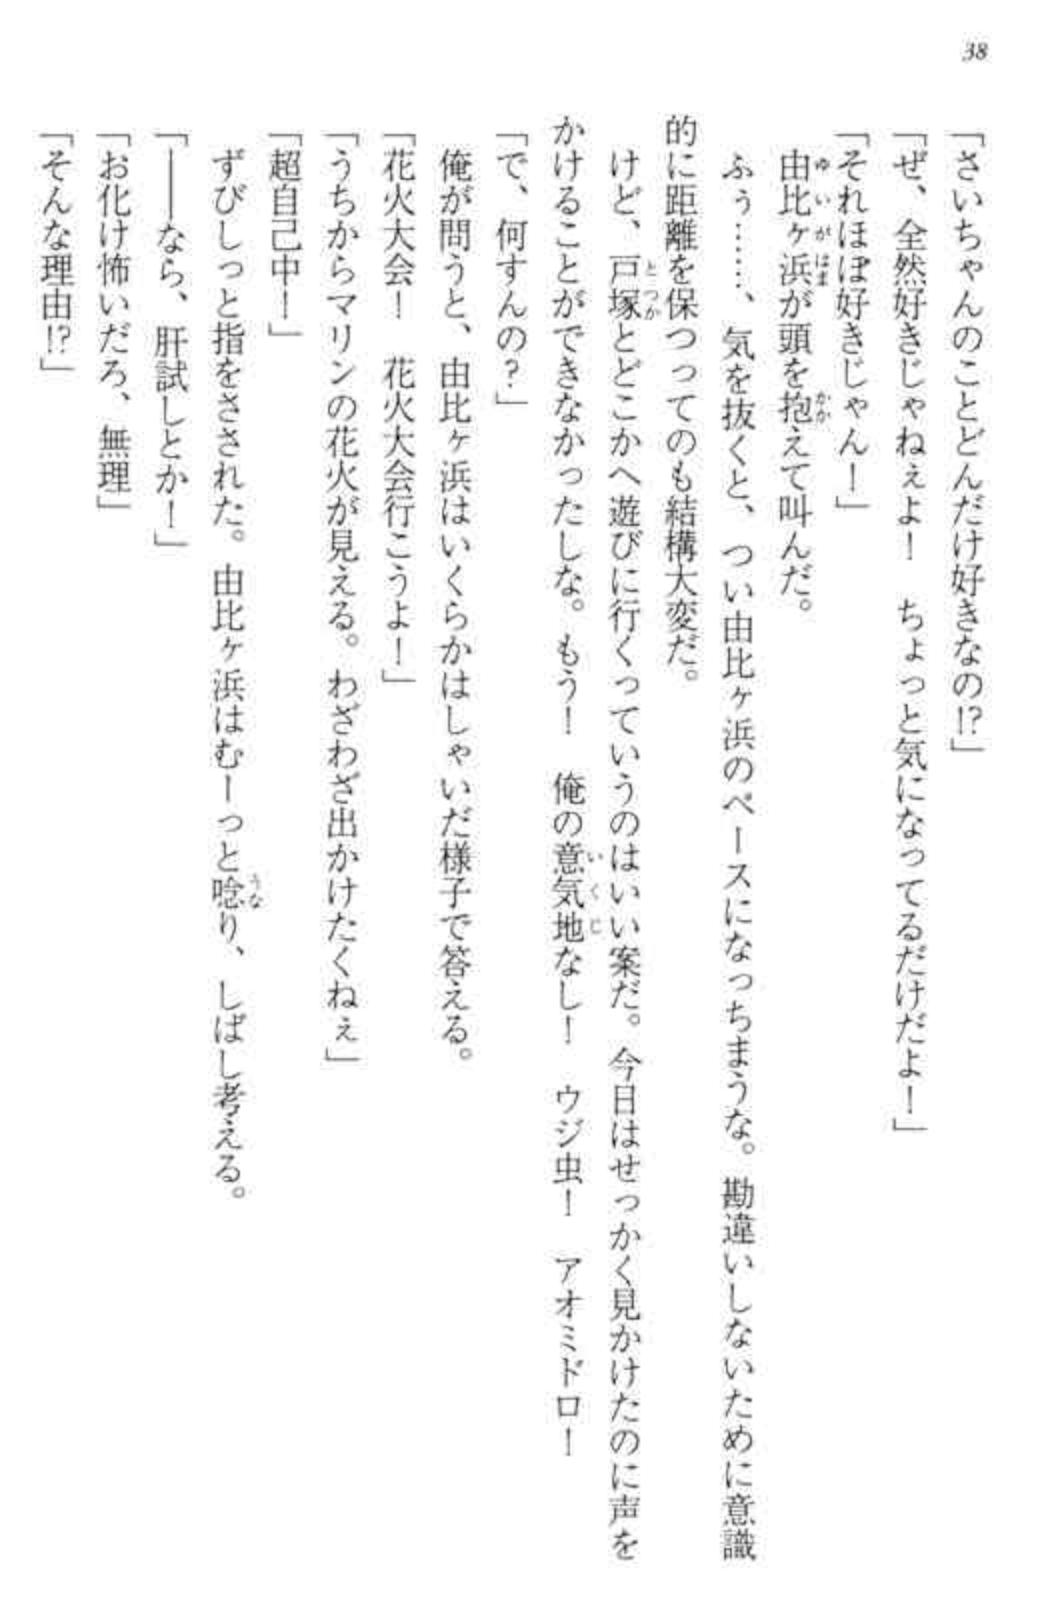 38
「さいちゃんのことどんだけ好きなの!?」
「ぜ、全然好きじゃねぇよ！　ちょっと気になってるだけだよ！」
「それほぼ好きじゃん！」
由比ヶ浜が頭を抱えて叫んだ。
ふぅ……、気を抜くと、つい由比ヶ浜のペースになっちまうな。勘違いしないために意識
的に距離を保つってのも結構大変だ。
けど、戸塚とどこかへ遊びに行くっていうのはいい案だ。今日はせっかく見かけたのに声を
かけることができなかったしな。もう！　俺の意気地なし！　ウジ虫！　アオミドロ！
「で、何すんの？」
俺が問うと、由比ヶ浜はいくらかはしゃいだ様子で答える。
「花火大会！　花火大会行こうよ！」
「うちからマリンの花火が見える。わざわざ出かけたくねぇ」
「超自己中！」
ずびしっと指をさされた。由比ヶ浜はむーっと唸り、しばし考える。
「――なら、肝試しとか！」
「お化け怖いだろ、無理」
「そんな理由!?」